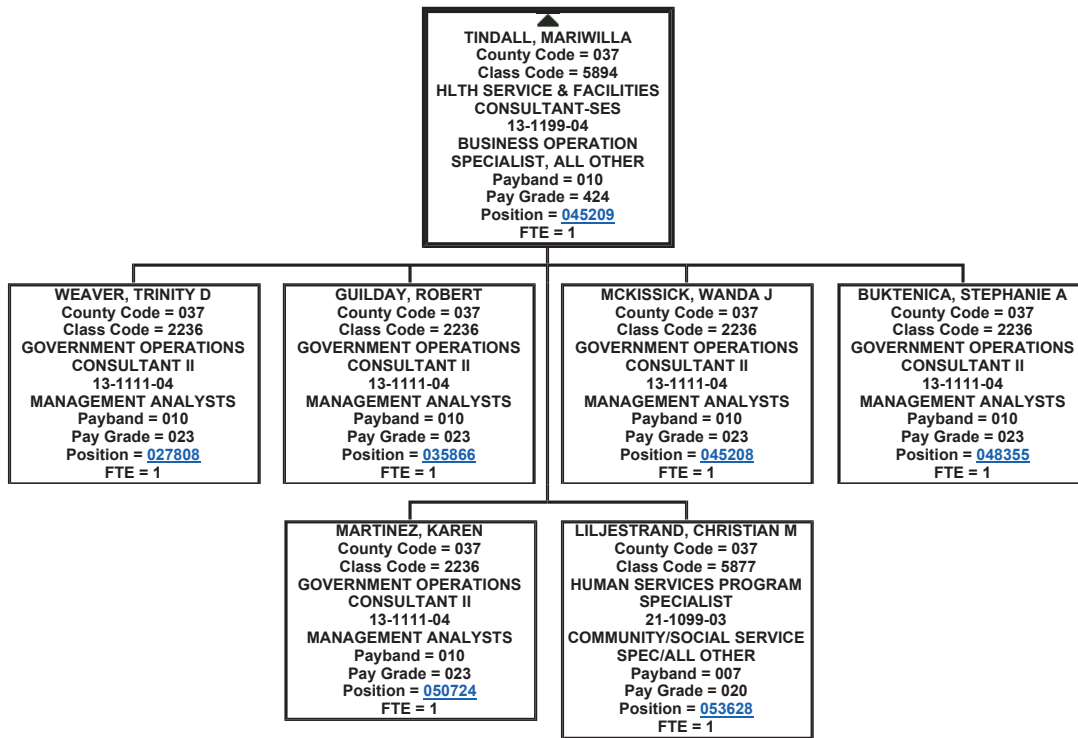 TINDALL, MARIWILLA
County Code = 037
Class Code = 5894
HLTH SERVICE & FACILITIES
CONSULTANT-SES
13-1199-04
BUSINESS OPERATION
SPECIALIST, ALL OTHER
Payband = 010
Pay Grade = 424
Position = 045209
FTE = 1
WEAVER, TRINITY D
County Code = 037
Class Code = 2236
GOVERNMENT OPERATIONS
CONSULTANT II
13-1111-04
MANAGEMENT ANALYSTS
Payband = 010
Pay Grade = 023
Position = 027808
FTE = 1
GUILDAY, ROBERT
County Code = 037
Class Code = 2236
GOVERNMENT OPERATIONS
CONSULTANT II
13-1111-04
MANAGEMENT ANALYSTS
Payband = 010
Pay Grade = 023
Position = 035866
FTE = 1
MCKISSICK, WANDA J
County Code = 037
Class Code = 2236
GOVERNMENT OPERATIONS
CONSULTANT II
13-1111-04
MANAGEMENT ANALYSTS
Payband = 010
Pay Grade = 023
Position = 045208
FTE = 1
BUKTENICA, STEPHANIE A
County Code = 037
Class Code = 2236
GOVERNMENT OPERATIONS
CONSULTANT II
13-1111-04
MANAGEMENT ANALYSTS
Payband = 010
Pay Grade = 023
Position = 048355
FTE = 1
MARTINEZ, KAREN
County Code = 037
Class Code = 2236
GOVERNMENT OPERATIONS
CONSULTANT II
13-1111-04
MANAGEMENT ANALYSTS
Payband = 010
Pay Grade = 023
Position = 050724
FTE = 1
LILJESTRAND, CHRISTIAN M
County Code = 037
Class Code = 5877
HUMAN SERVICES PROGRAM
SPECIALIST
21-1099-03
COMMUNITY/SOCIAL SERVICE
SPEC/ALL OTHER
Payband = 007
Pay Grade = 020
Position = 053628
FTE = 1